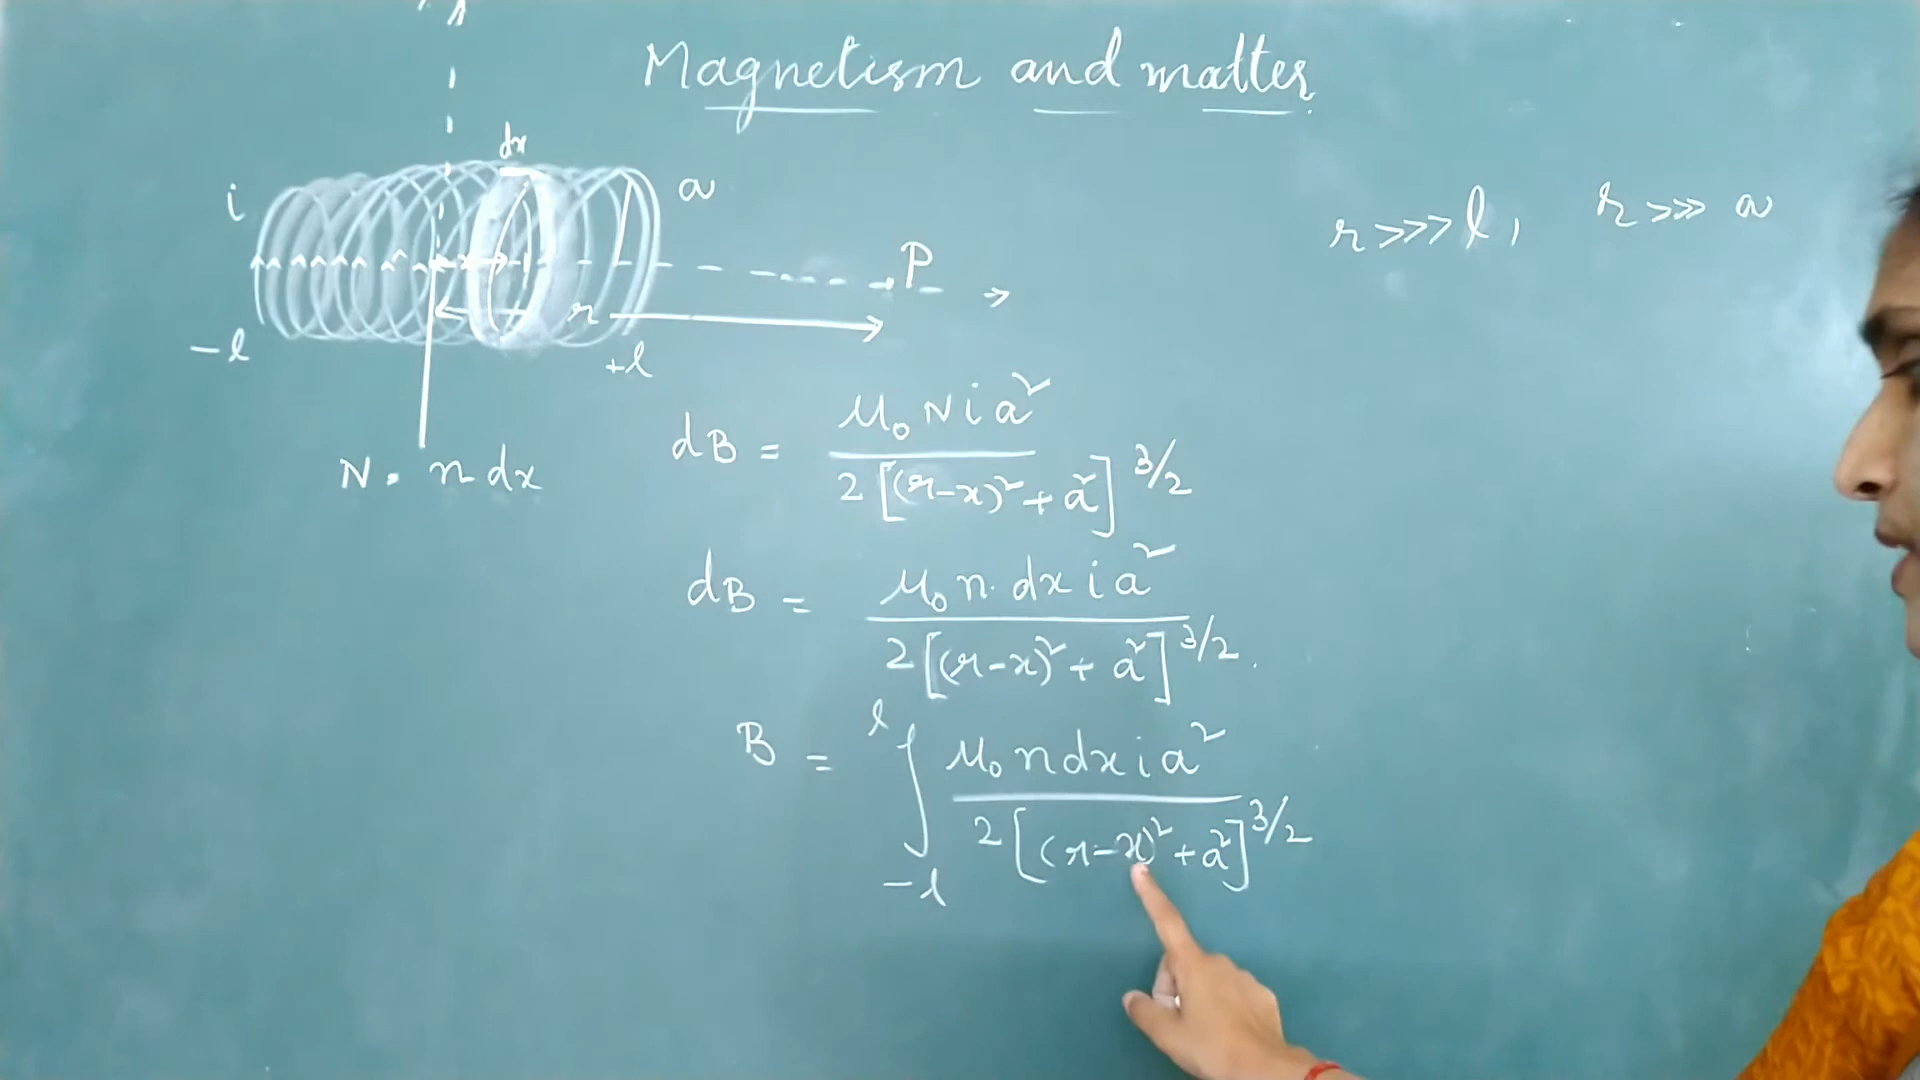 Magnetism and matter
dx
i
a
r >>> l, r >>> a
x
P
r
-l
+l
N = n dx
dB = μ₀ N i a² / 2[(r-x)² + a²]^3/2
dB = μ₀ n. dx i a² / 2[(r-x)² + a²]^3/2.
B = ∫_{-l}^{l} μ₀ n dx i a² / 2[(r-x)² + a²]^3/2